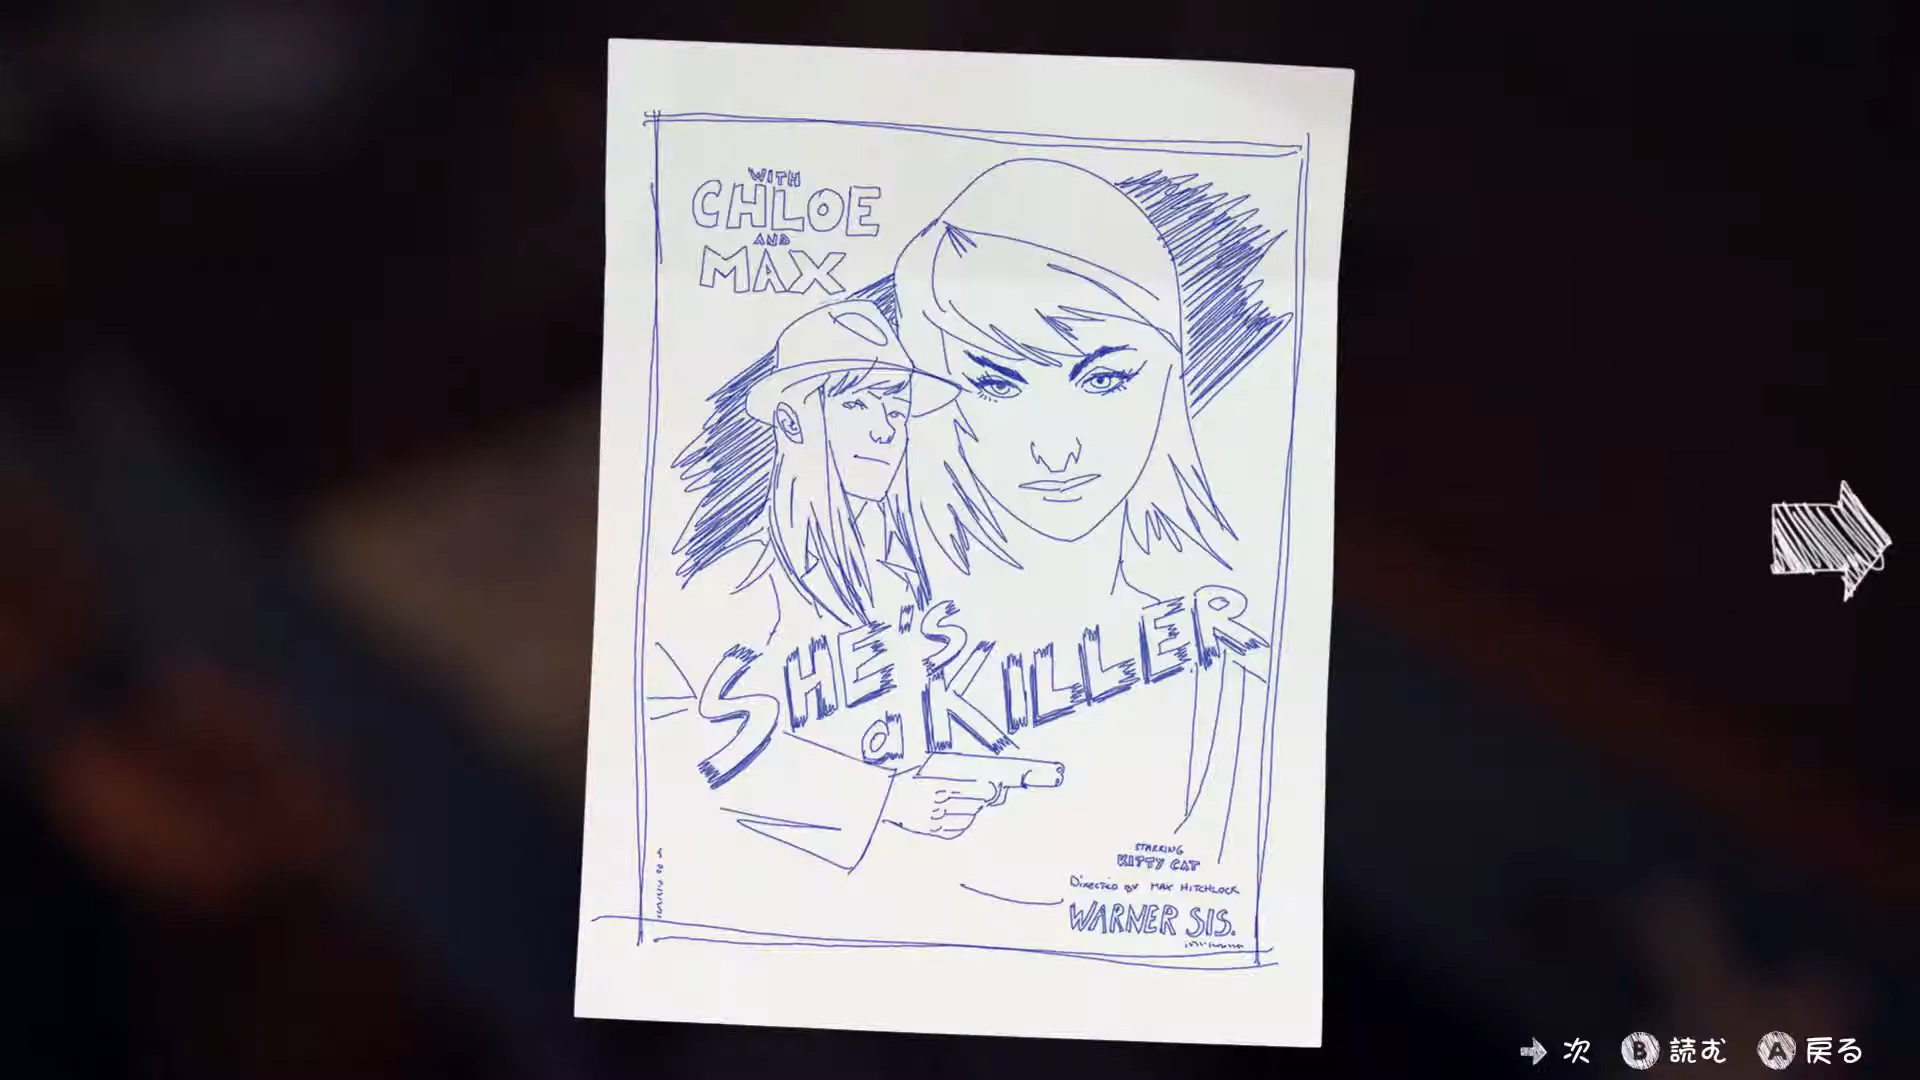 WITH
CHLOE
AND
MAX
SHE'S
a KILLER
STARRING
KITTY CAT
DIRECTED BY MAX HITCHLOCK
WARNER SIS.
次 B 読む A 戻る